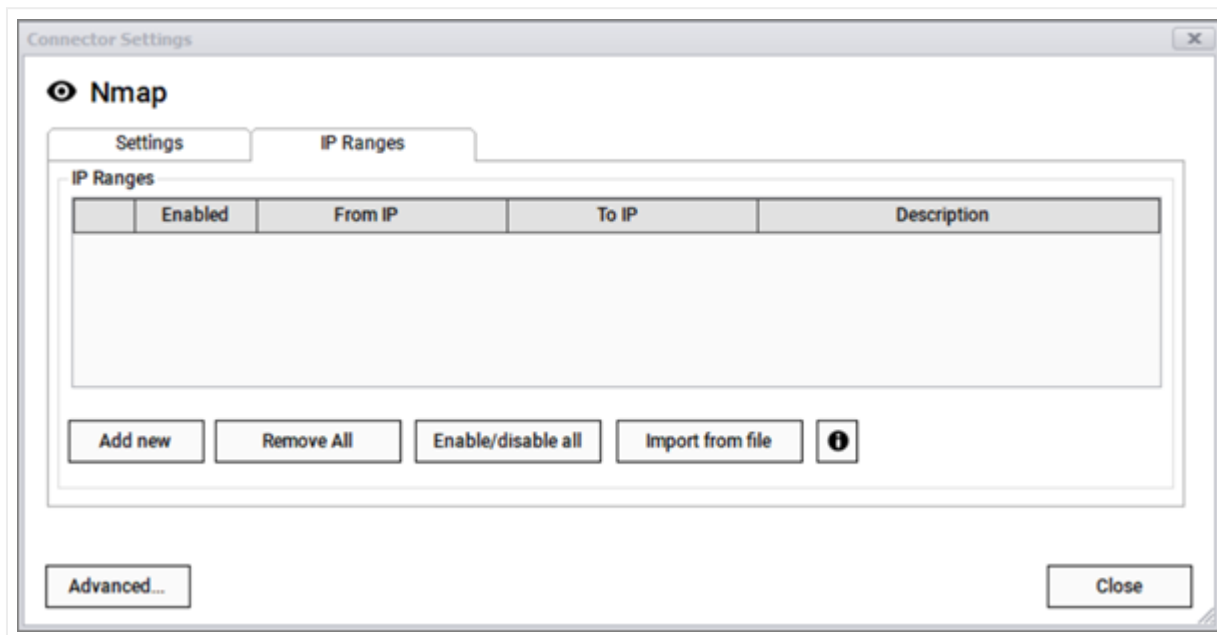 Connector Settings
Nmap
Settings IP Ranges
IP Ranges
Enabled From IP To IP Description
Add new Remove All Enable/disable all Import from file
Advanced... Close